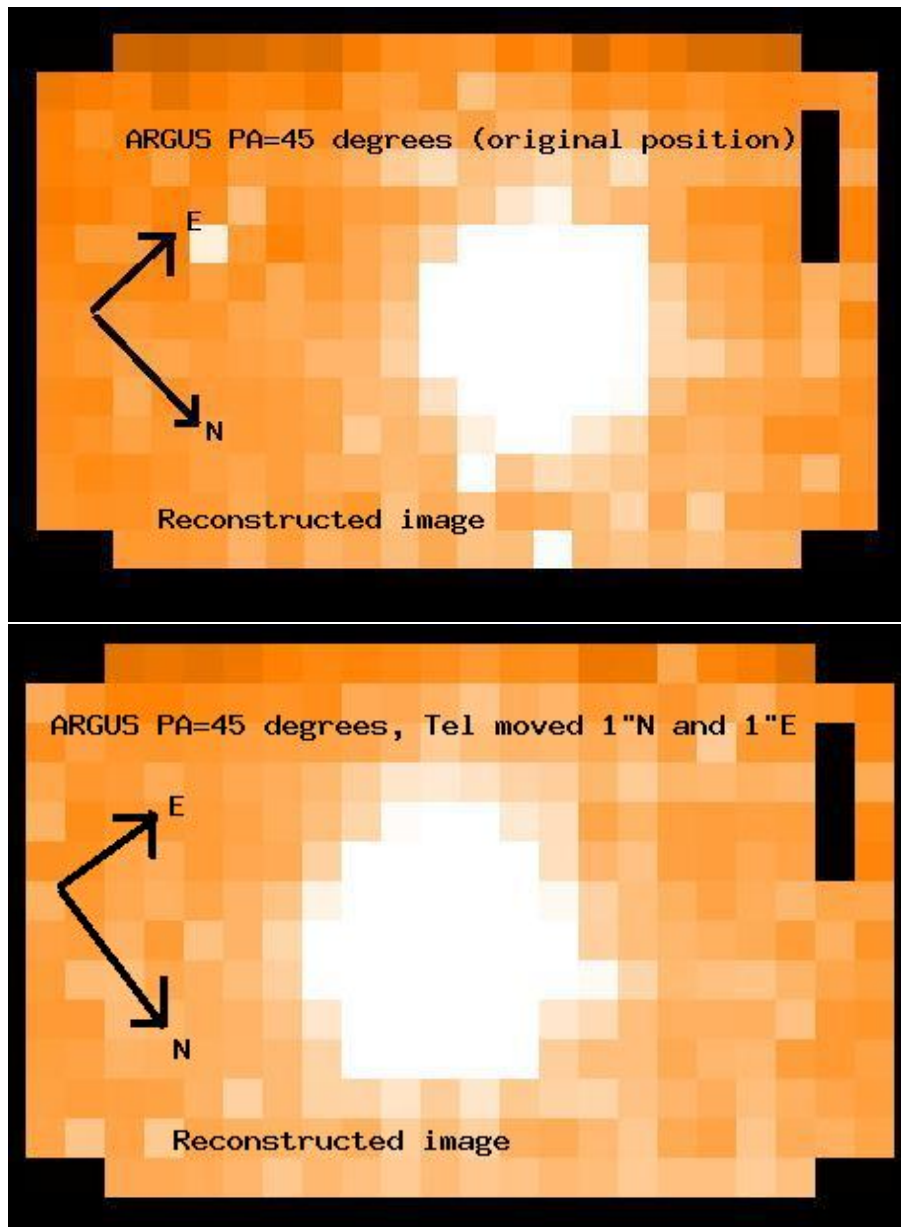 ARGUS PA=45 degrees (original position)
E
N
Reconstructed image
ARGUS PA=45 degrees, Tel moved 1"N and 1"E
E
N
Reconstructed image